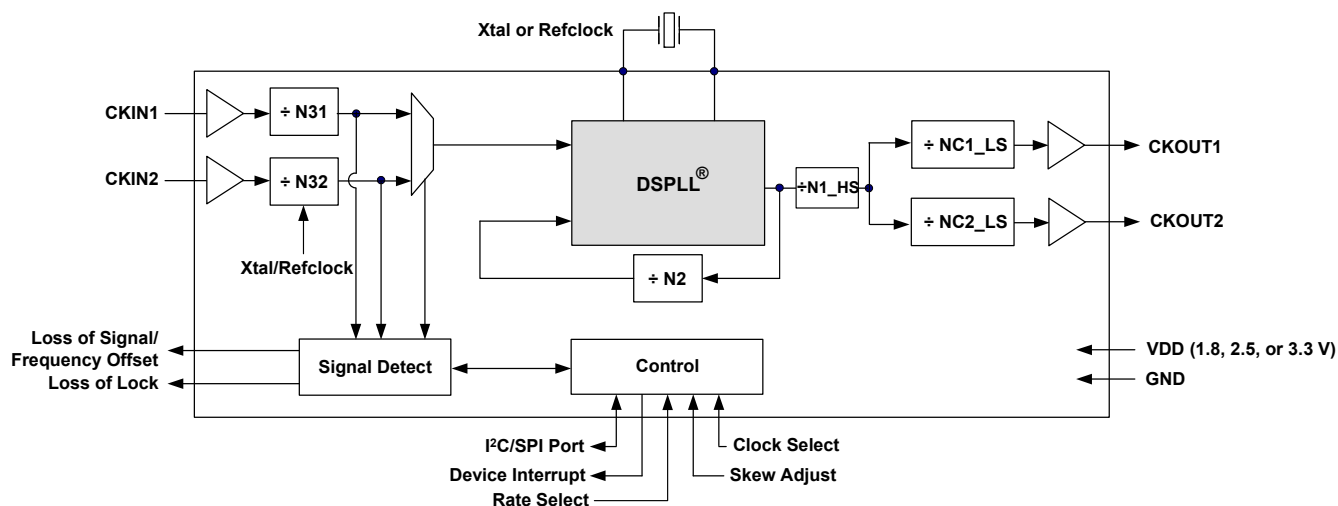 Xtal or Refclock
CKIN1
÷ N31
CKIN2
÷ N32
Xtal/Refclock
DSPLL®
÷N1_HS
÷ NC1_LS
CKOUT1
÷ NC2_LS
CKOUT2
÷ N2
Loss of Signal/
Frequency Offset
Loss of Lock
Signal Detect
Control
VDD (1.8, 2.5, or 3.3 V)
GND
I²C/SPI Port
Device Interrupt
Rate Select
Clock Select
Skew Adjust